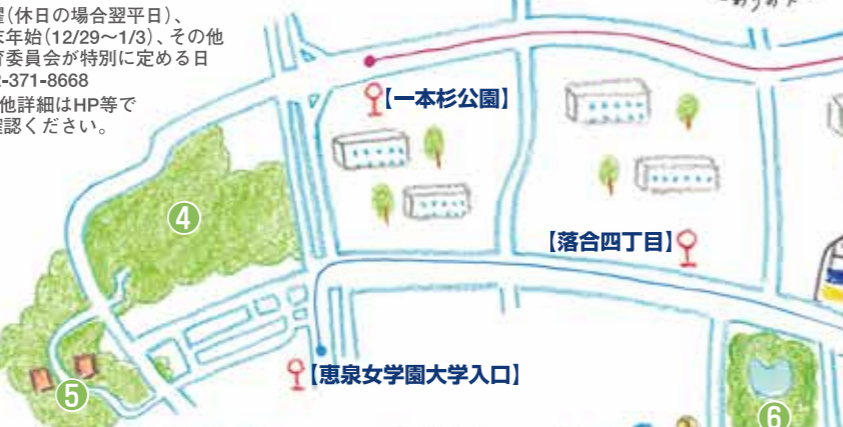 (休日の場合翌平日)、
年始(12/29～1/3)、その他
委員会が特別に定める日
-371-8668
他詳細はHP等で
確認ください。
【一本杉公園】
④
【落合四丁目】
【恵泉女学園大学入口】
⑤
⑥